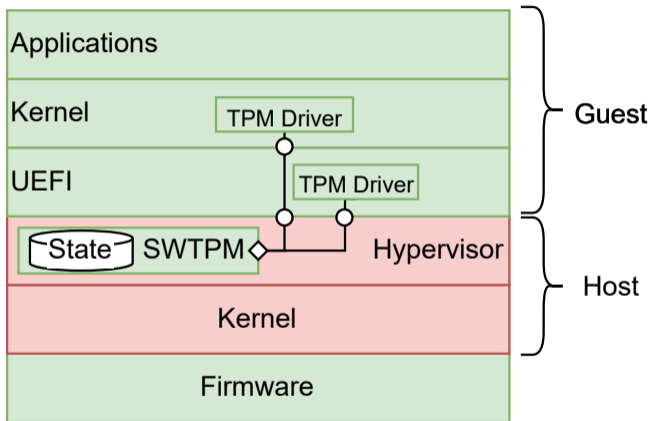 Applications
Kernel
TPM Driver
Guest
UEFI
TPM Driver
State
SWTPM
Hypervisor
Host
Kernel
Firmware